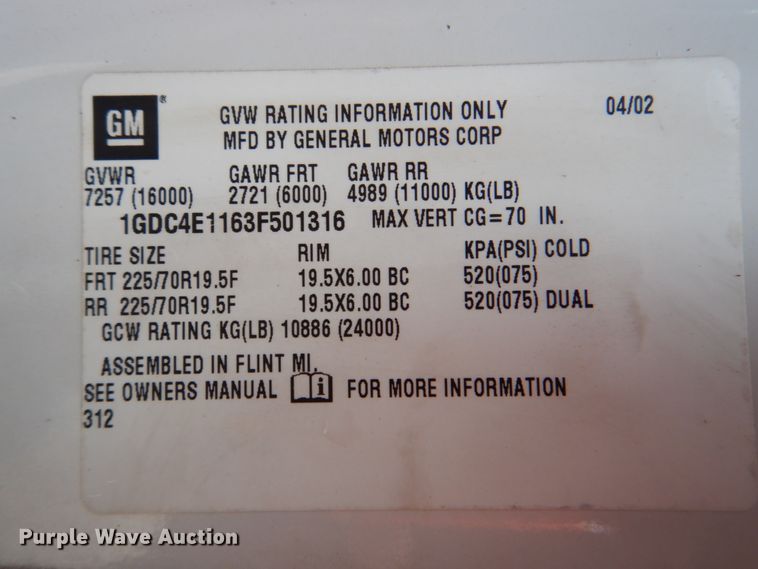 GM® GVW RATING INFORMATION ONLY 04/02
MFD BY GENERAL MOTORS CORP
GVWR GAWR FRT GAWR RR
7257 (16000) 2721 (6000) 4989 (11000) KG(LB)
1GDC4E1163F501316 MAX VERT CG=70 IN.
TIRE SIZE RIM KPA(PSI) COLD
FRT 225/70R19.5F 19.5X6.00 BC 520(075)
RR 225/70R19.5F 19.5X6.00 BC 520(075) DUAL
GCW RATING KG(LB) 10886 (24000)
ASSEMBLED IN FLINT MI.
SEE OWNERS MANUAL i FOR MORE INFORMATION
312
Purple Wave Auction